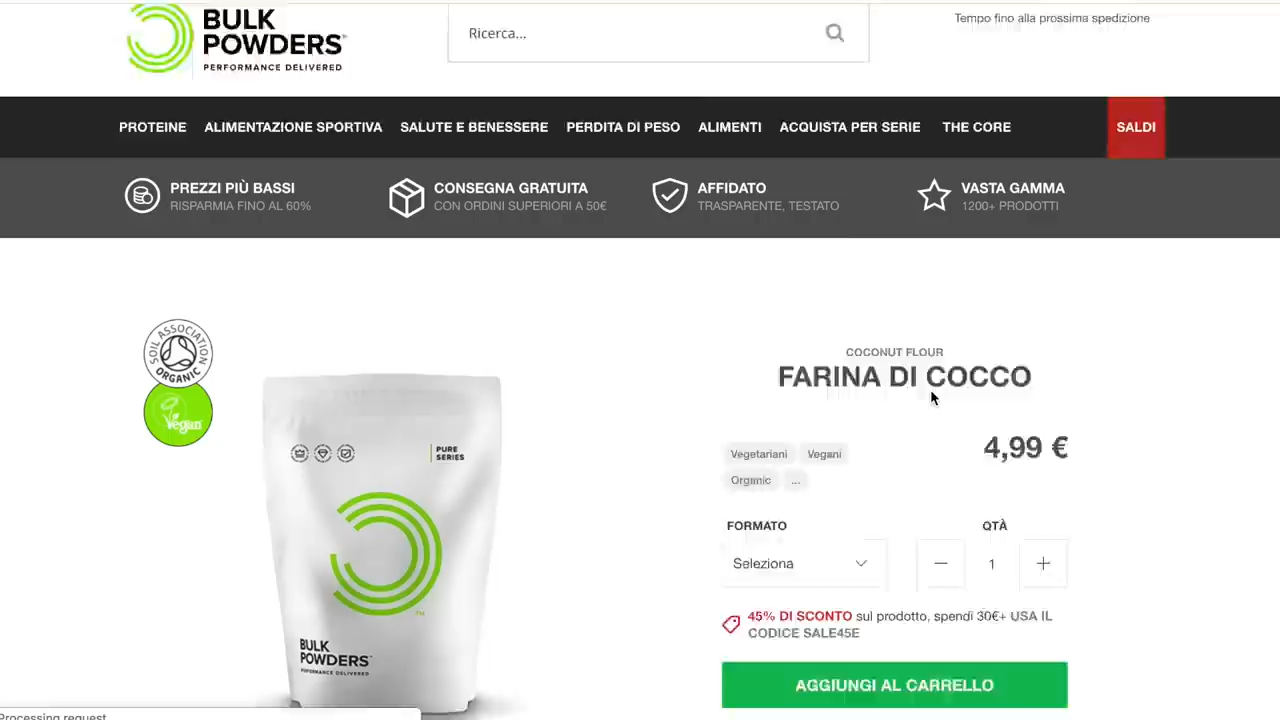 BULK
POWDERS™
PERFORMANCE DELIVERED
Ricerca...
Tempo fino alla prossima spedizione
PROTEINE ALIMENTAZIONE SPORTIVA SALUTE E BENESSERE PERDITA DI PESO ALIMENTI ACQUISTA PER SERIE THE CORE SALDI
PREZZI PIÙ BASSI
RISPARMIA FINO AL 60%
CONSEGNA GRATUITA
CON ORDINI SUPERIORI A 50€
AFFIDATO
TRASPARENTE, TESTATO
VASTA GAMMA
1200+ PRODOTTI
SOIL ASSOCIATION
ORGANIC
Vegan
PURE
SERIES
BULK
POWDERS™
PERFORMANCE DELIVERED
COCONUT FLOUR
FARINA DI COCCO
4,99 €
Vegetariani Vegani
Organic ...
FORMATO QTÀ
Seleziona 1
45% DI SCONTO sul prodotto, spendi 30€+ USA IL
CODICE SALE45E
AGGIUNGI AL CARRELLO
Processing request